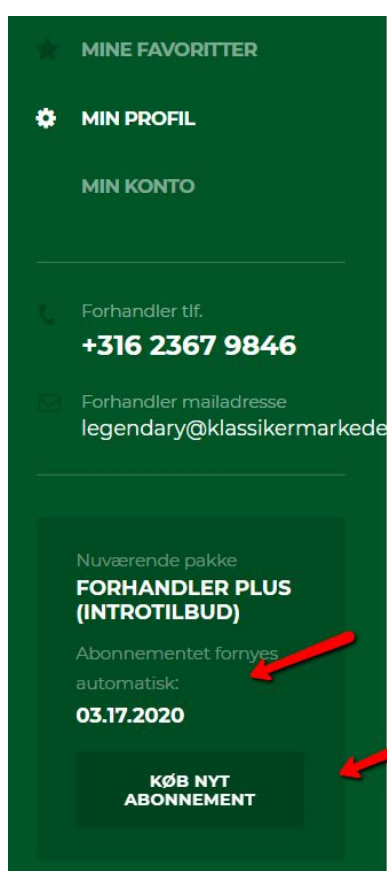 MINE FAVORITTER
MIN PROFIL
MIN KONTO
Forhandler tlf.
+316 2367 9846
Forhandler mailadresse
legendary@klassikermarkede
Nuværende pakke
FORHANDLER PLUS
(INTROTILBUD)
Abonnementet fornyes
automatisk:
03.17.2020
KØB NYT
ABONNEMENT